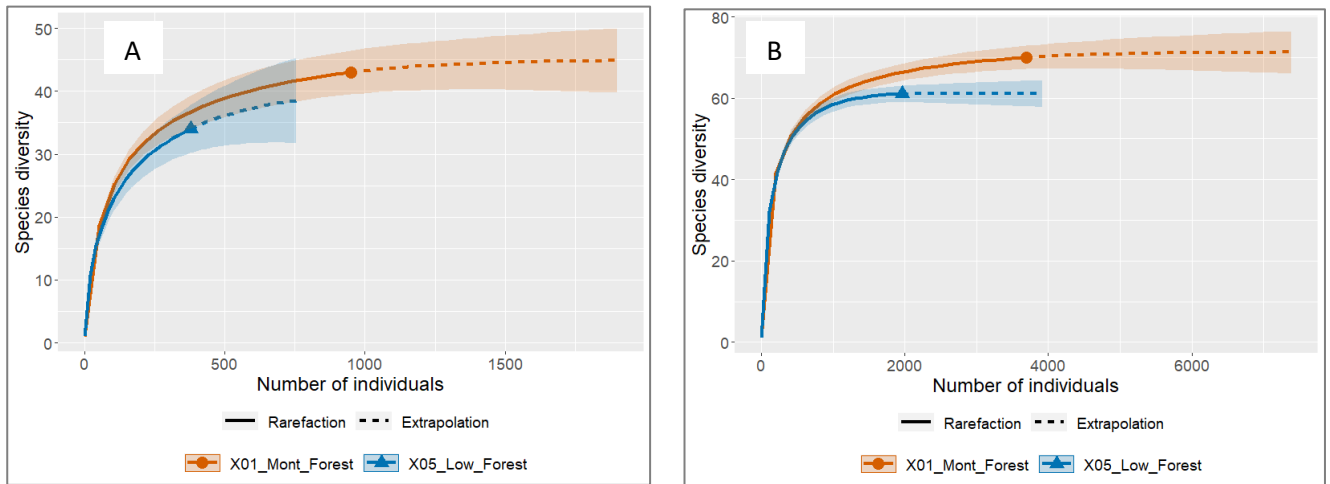 A
Species diversity
50
40
30
20
10
0
0 500 1000 1500
Number of individuals
Rarefaction Extrapolation
X01_Mont_Forest X05_Low_Forest
B
Species diversity
80
60
40
20
0
0 2000 4000 6000
Number of individuals
Rarefaction Extrapolation
X01_Mont_Forest X05_Low_Forest